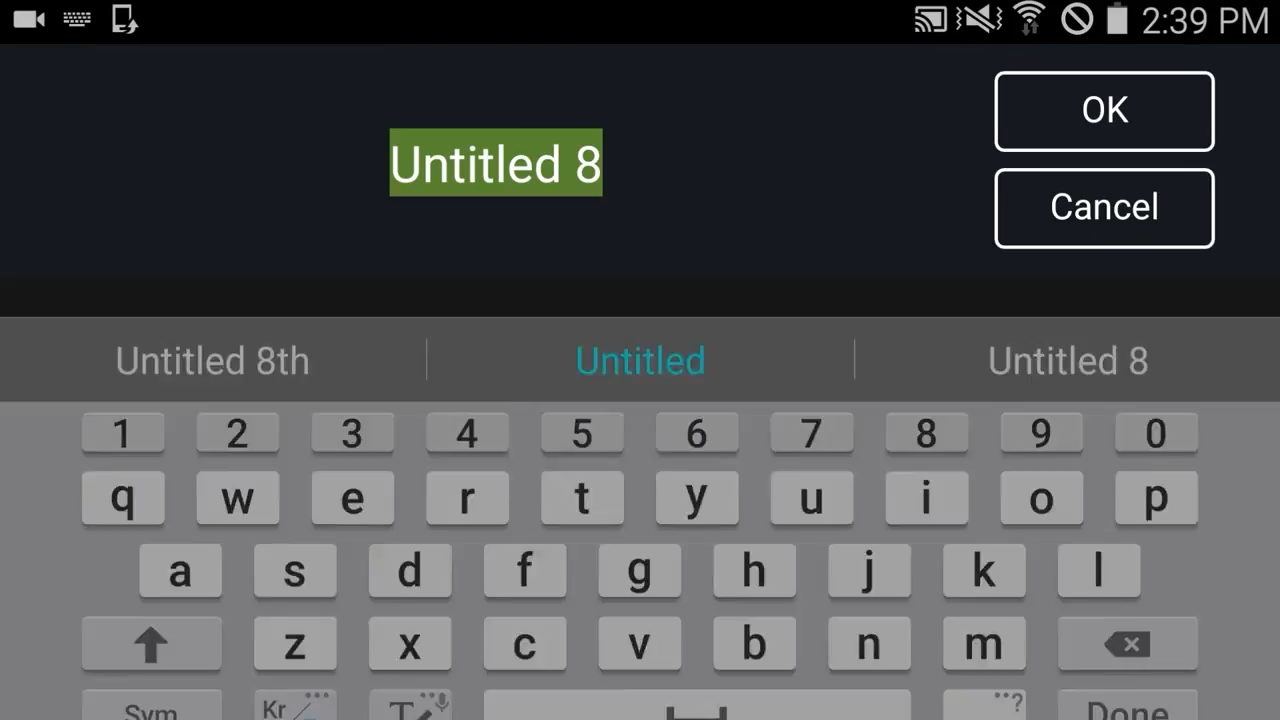 2:39 PM
OK
Untitled 8
Cancel
Untitled 8th Untitled Untitled 8
1 2 3 4 5 6 7 8 9 0
q w e r t y u i o p
a s d f g h j k l
z x c v b n m
Sym Kr T ? Done